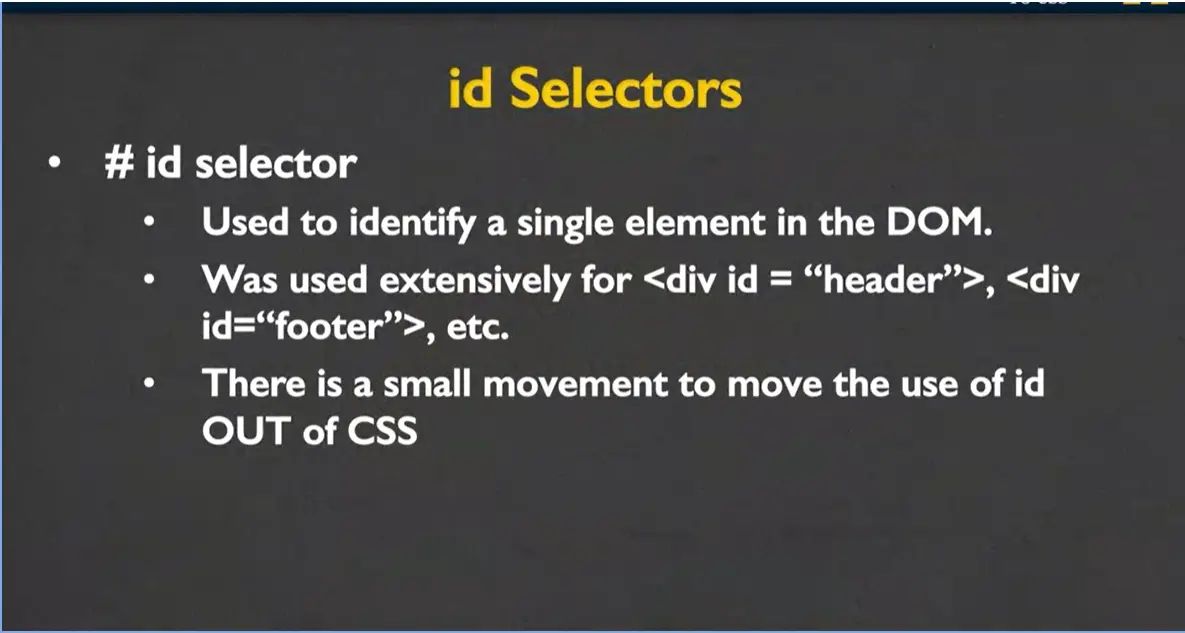 id Selectors
• # id selector
• Used to identify a single element in the DOM.
• Was used extensively for <div id = “header”>, <div
id=“footer”>, etc.
• There is a small movement to move the use of id
OUT of CSS